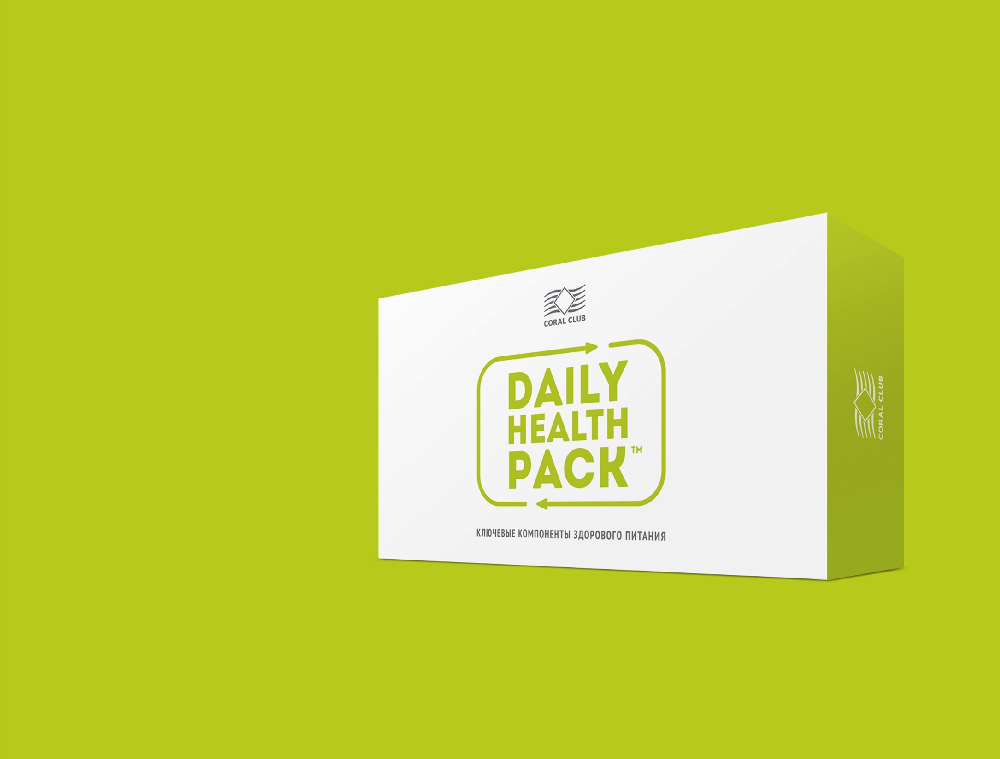 CORAL CLUB
DAILY
HEALTH
PACK™
КЛЮЧЕВЫЕ КОМПОНЕНТЫ ЗДОРОВОГО ПИТАНИЯ
CORAL CLUB